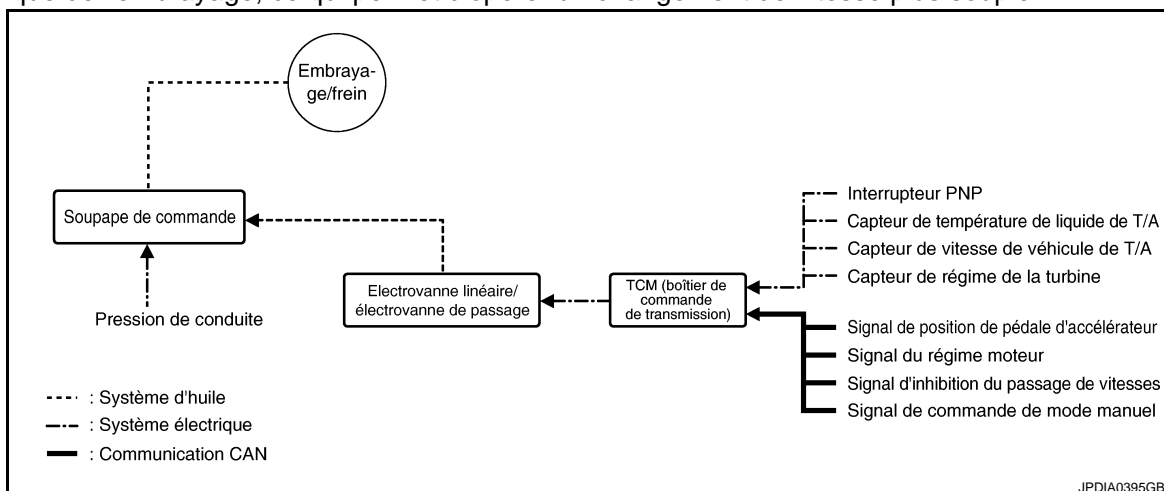 Embraya-
ge/frein
Soupape de commande
Pression de conduite
Electrovanne linéaire/
électrovanne de passage
TCM (boîtier de
commande
de transmission)
Interrupteur PNP
Capteur de température de liquide de T/A
Capteur de vitesse de véhicule de T/A
Capteur de régime de la turbine
Signal de position de pédale d'accélérateur
Signal du régime moteur
Signal d'inhibition du passage de vitesses
Signal de commande de mode manuel
: Système d'huile
: Système électrique
: Communication CAN
JPDIA0395GB